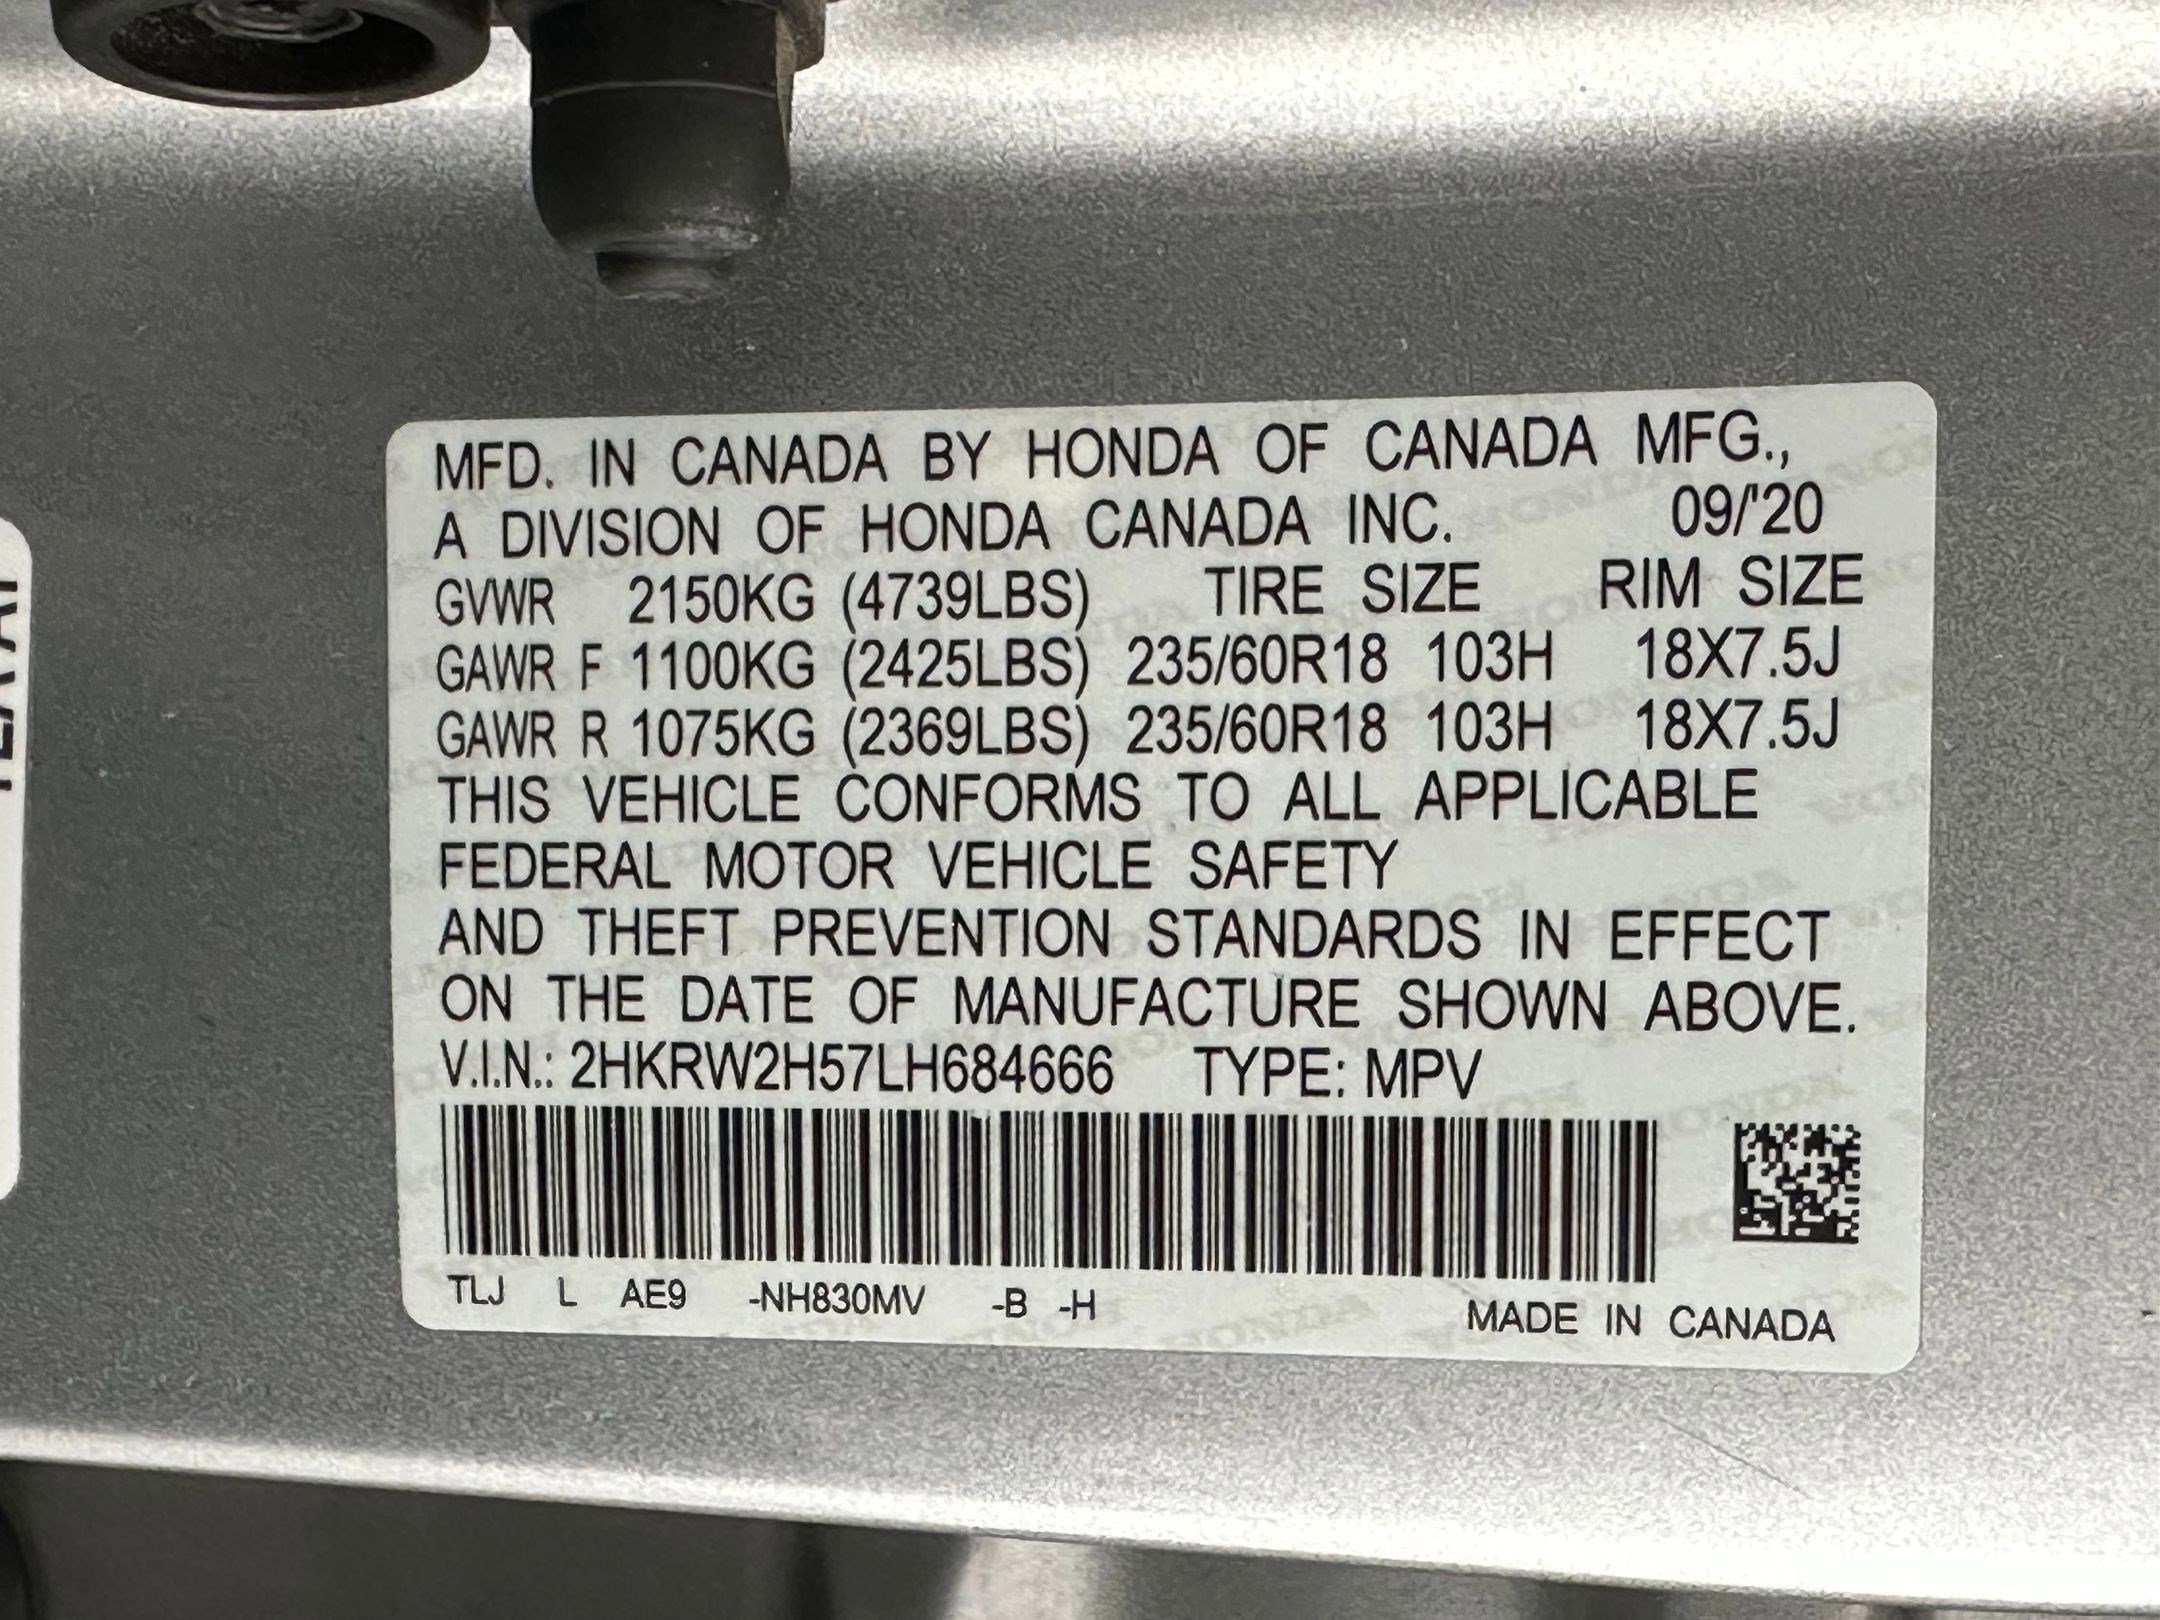 MFD. IN CANADA BY HONDA OF CANADA MFG.,
A DIVISION OF HONDA CANADA INC. 09/'20
GVWR 2150KG (4739LBS) TIRE SIZE RIM SIZE
GAWR F 1100KG (2425LBS) 235/60R18 103H 18X7.5J
GAWR R 1075KG (2369LBS) 235/60R18 103H 18X7.5J
THIS VEHICLE CONFORMS TO ALL APPLICABLE
FEDERAL MOTOR VEHICLE SAFETY
AND THEFT PREVENTION STANDARDS IN EFFECT
ON THE DATE OF MANUFACTURE SHOWN ABOVE.
V.I.N.: 2HKRW2H57LH684666 TYPE: MPV
TLJ L AE9 -NH830MV -B -H MADE IN CANADA